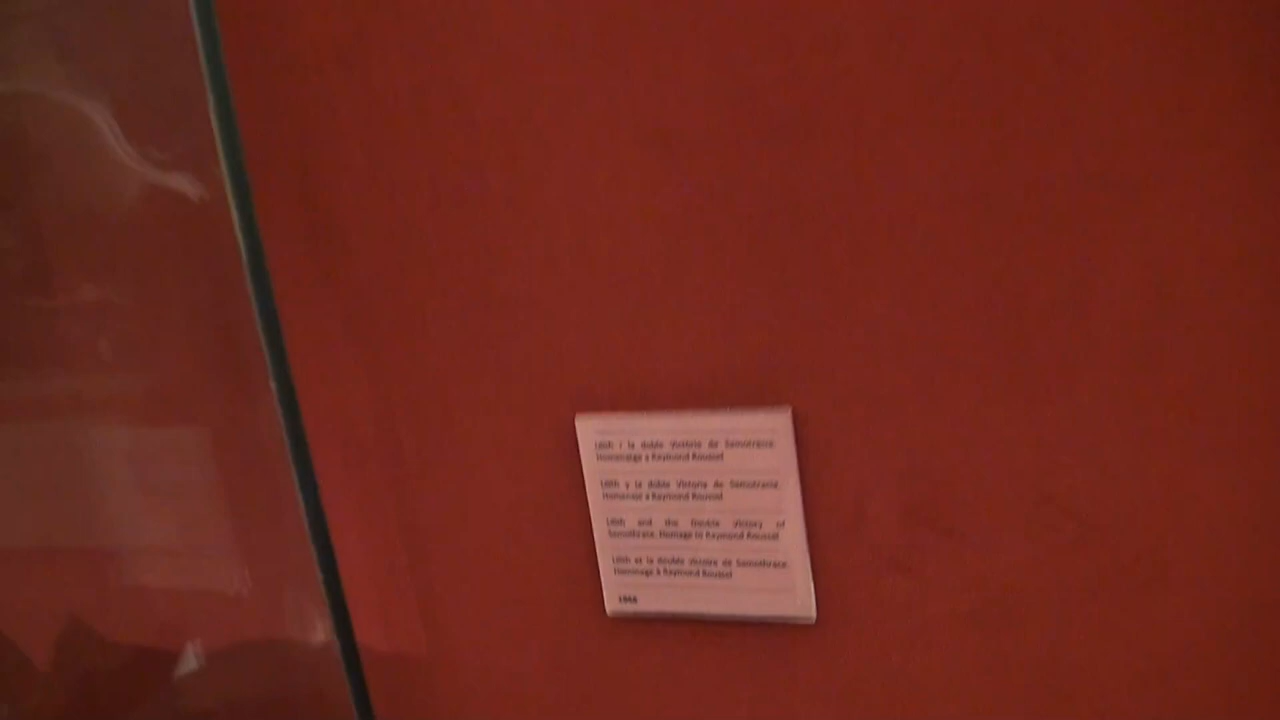 Lilith i la doble Victòria de Samotràcia.
Homenatge a Raymond Roussel
Lilith y la doble Victoria de Samotracia.
Homenaje a Raymond Roussel
Lilith and the Double Victory of
Samothrace. Homage to Raymond Roussel
Lilith et la double Victoire de Samothrace.
Hommage à Raymond Roussel